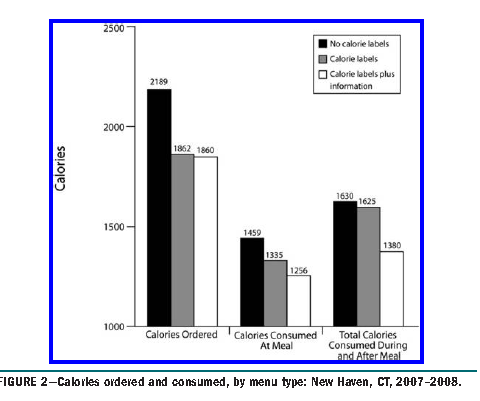 2500
2000
1500
1000
Calories
No calorie labels
Calorie labels
Calorie labels plus
information
2189
1862 1860
1459
1335
1256
1630 1625
1380
Calories Ordered
Calories Consumed
At Meal
Total Calories
Consumed During
and After Meal
FIGURE 2—Calories ordered and consumed, by menu type: New Haven, CT, 2007–2008.